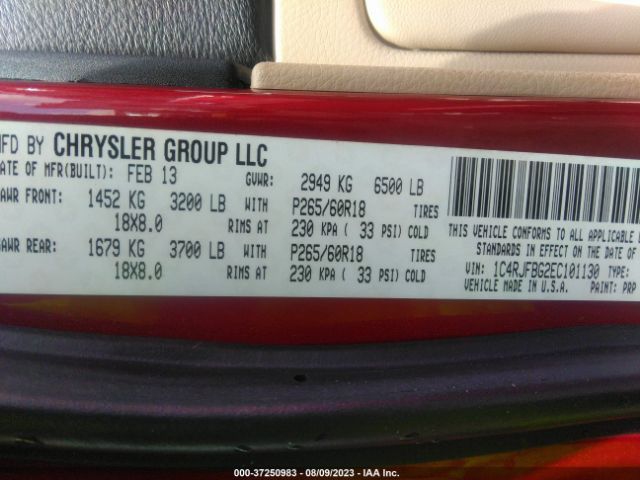 MFD BY CHRYSLER GROUP LLC
DATE OF MFR(BUILT): FEB 13 GVWR: 2949 KG 6500 LB
GAWR FRONT: 1452 KG 3200 LB WITH P265/60R18 TIRES
18X8.0 RIMS AT 230 KPA ( 33 PSI) COLD
GAWR REAR: 1679 KG 3700 LB WITH P265/60R18 TIRES
18X8.0 RIMS AT 230 KPA ( 33 PSI) COLD
THIS VEHICLE CONFORMS TO ALL APPLICABLE
STANDARDS IN EFFECT ON THE DATE OF
VIN: 1C4RJFBG2EC101130 TYPE:
VEHICLE MADE IN U.S.A. PAINT: PRP
000-37250983 - 08/09/2023 - IAA Inc.